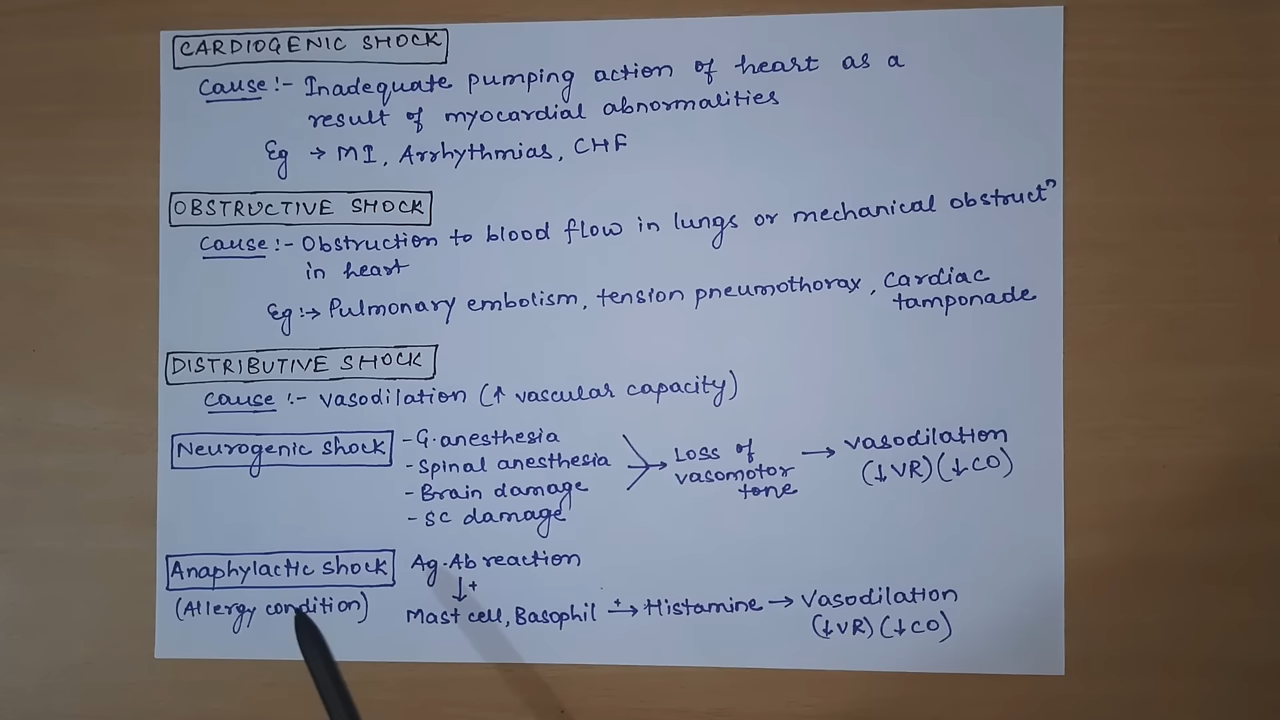 CARDIOGENIC SHOCK
Cause :- Inadequate pumping action of heart as a
result of myocardial abnormalities
Eg → MI, Arrhythmias, CHF
OBSTRUCTIVE SHOCK
Cause :- Obstruction to blood flow in lungs or mechanical obstructⁿ
in heart
Eg :→ Pulmonary embolism, tension pneumothorax, Cardiac
tamponade
DISTRIBUTIVE SHOCK
Cause :- Vasodilation (↑ vascular capacity)
Neurogenic shock
- G. anesthesia
- Spinal anesthesia
- Brain damage
- SC damage
→ Loss of
vasomotor
tone
→ Vasodilation
(↓VR) (↓CO)
Anaphylactic shock
(Allergy condition)
Ag-Ab reaction
↓+
Mast cell, Basophil +→ Histamine → Vasodilation
(↓VR) (↓CO)